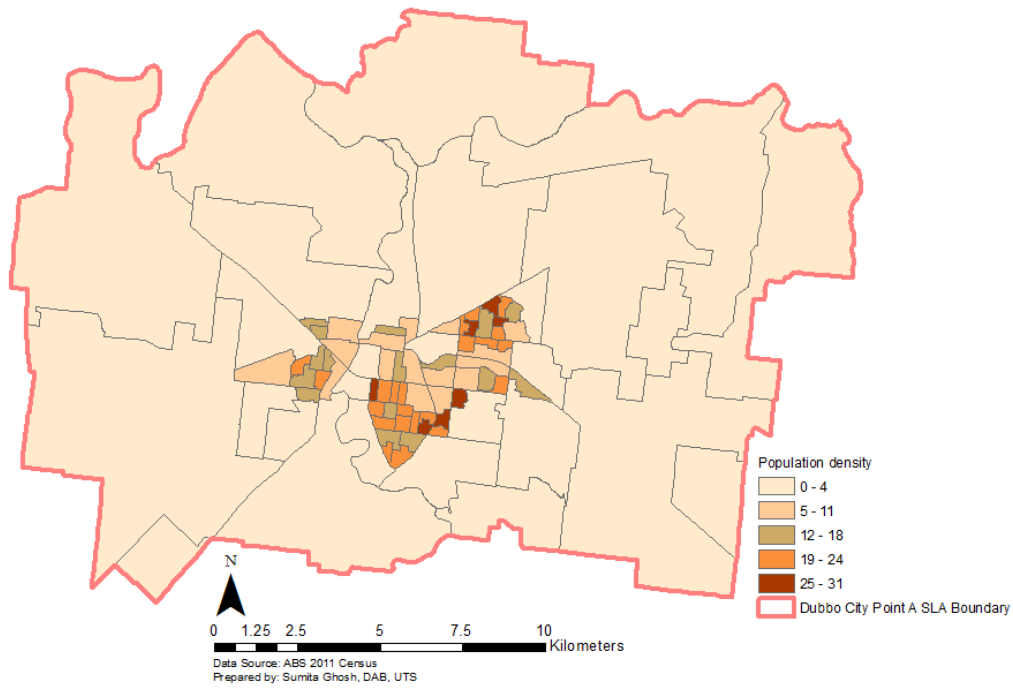 Population density
0 - 4
5 - 11
12 - 18
19 - 24
25 - 31
Dubbo City Point A SLA Boundary
N
0 1.25 2.5 5 7.5 10
Kilometers
Data Source: ABS 2011 Census
Prepared by: Sumita Ghosh, DAB, UTS